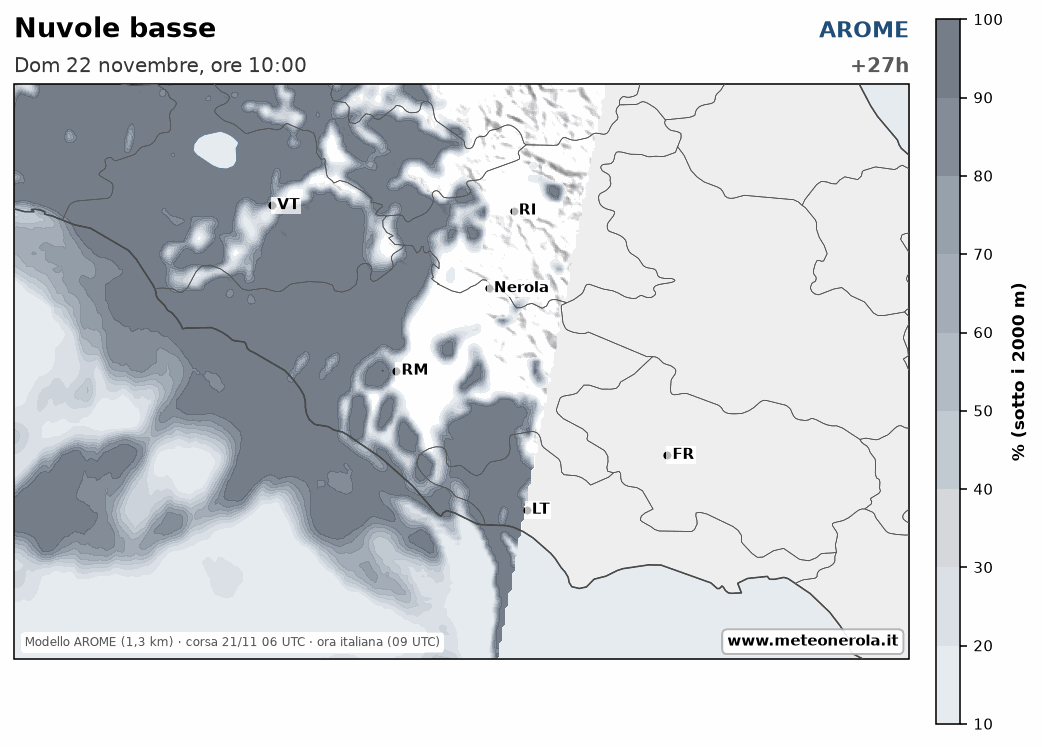 Nuvole basse
AROME
Dom 22 novembre, ore 10:00
+27h
100
90
80
70
60
50
40
30
20
10
% (sotto i 2000 m)
VT
RI
Nerola
RM
FR
LT
Modello AROME (1,3 km) · corsa 21/11 06 UTC · ora italiana (09 UTC)
www.meteonerola.it